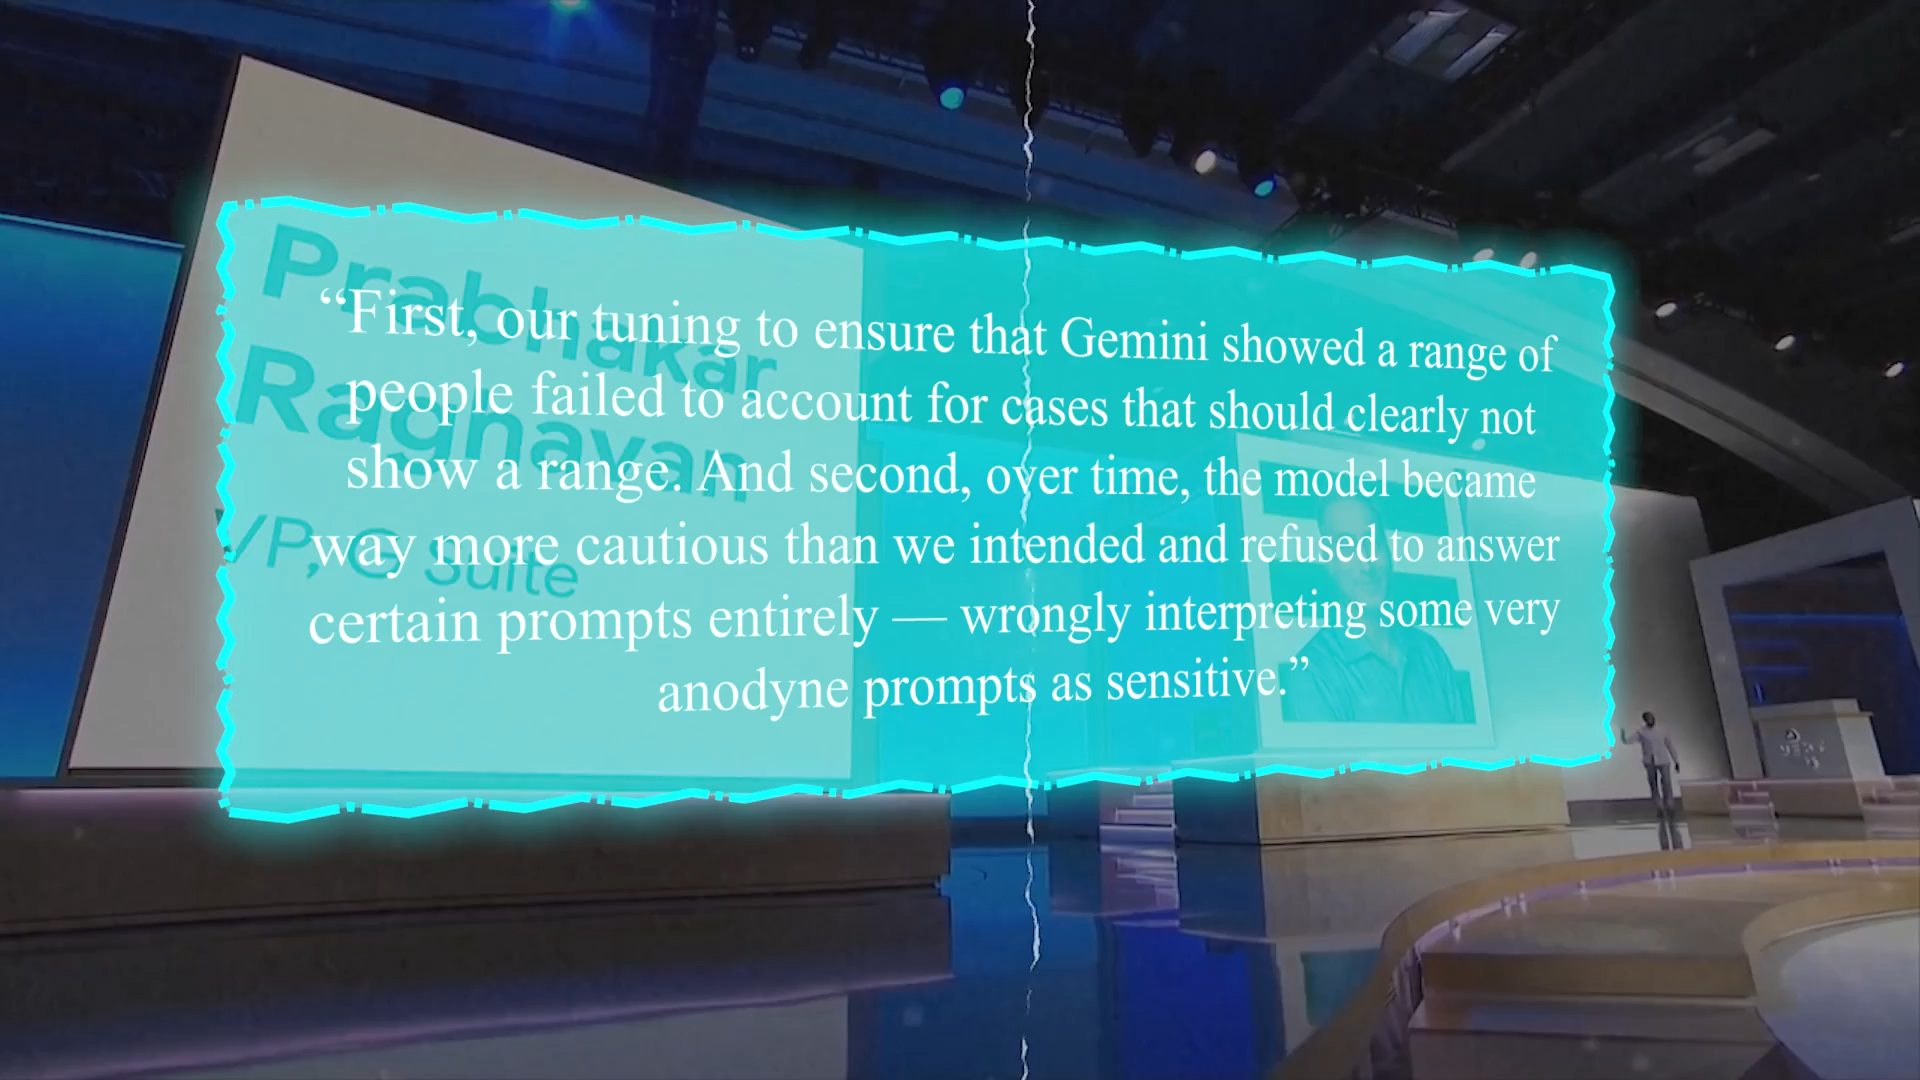 Prabhakar
Raghavan
VP, G Suite
“First, our tuning to ensure that Gemini showed a range of
people failed to account for cases that should clearly not
show a range. And second, over time, the model became
way more cautious than we intended and refused to answer
certain prompts entirely — wrongly interpreting some very
anodyne prompts as sensitive.”